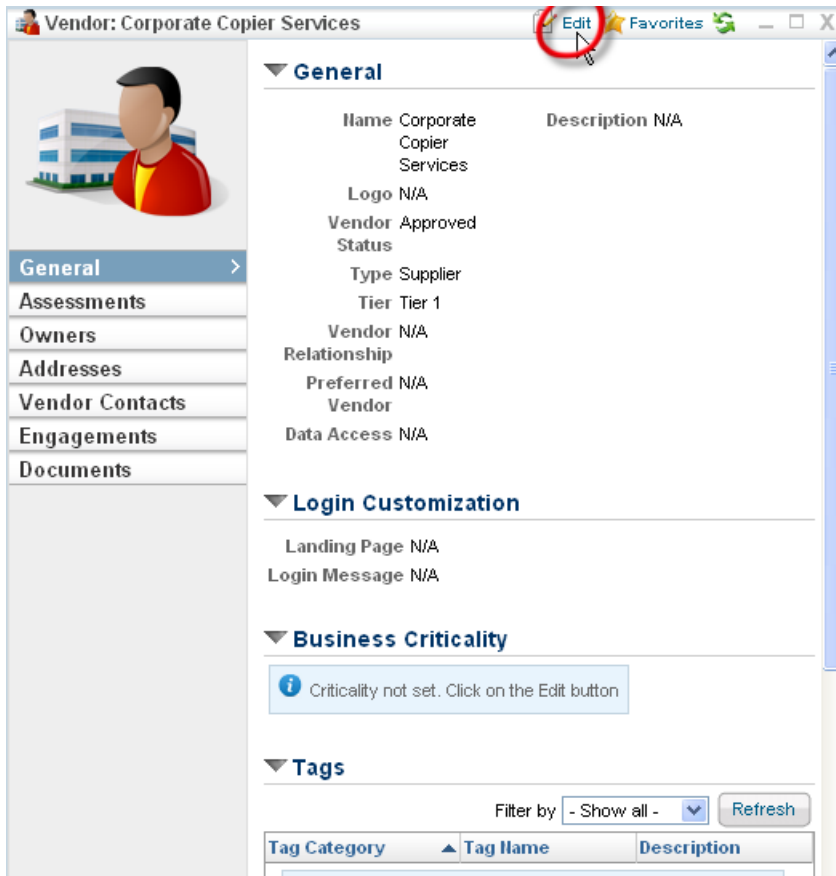 Vendor: Corporate Copier Services Edit Favorites
General
Name Corporate Copier Services Description N/A
Logo N/A
Vendor Status Approved
Type Supplier
Tier Tier 1
Vendor Relationship N/A
Preferred Vendor N/A
Data Access N/A
General
Assessments
Owners
Addresses
Vendor Contacts
Engagements
Documents
Login Customization
Landing Page N/A
Login Message N/A
Business Criticality
Criticality not set. Click on the Edit button
Tags
Filter by - Show all - Refresh
Tag Category Tag Name Description